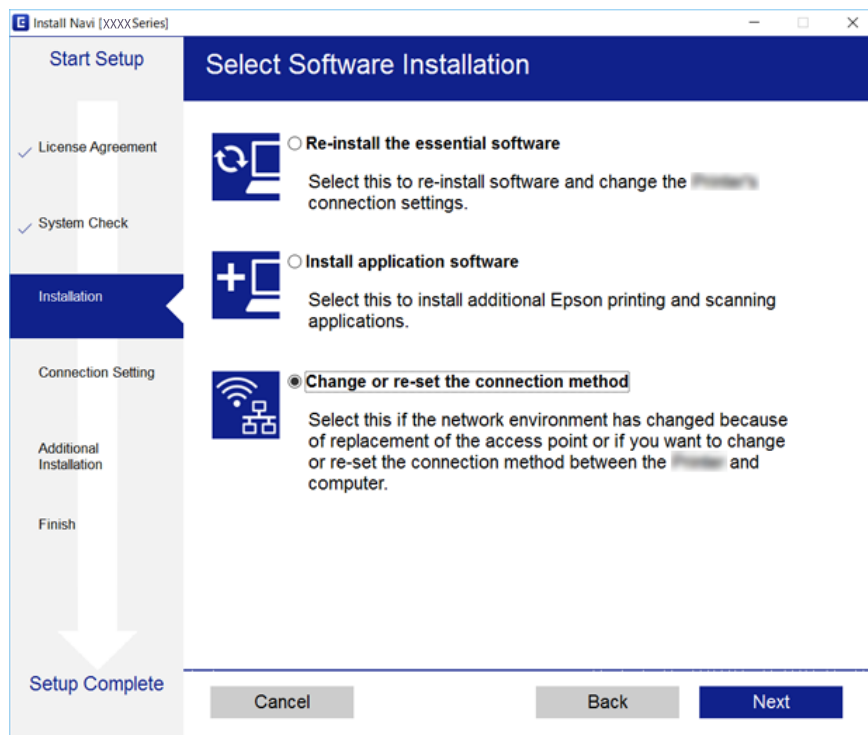 E Install Navi [XXXX Series]
Start Setup
License Agreement
System Check
Installation
Connection Setting
Additional
Installation
Finish
Setup Complete
Select Software Installation
Re-install the essential software
Select this to re-install software and change the
connection settings.
Install application software
Select this to install additional Epson printing and scanning
applications.
Change or re-set the connection method
Select this if the network environment has changed because
of replacement of the access point or if you want to change
or re-set the connection method between the and
computer.
Cancel
Back
Next